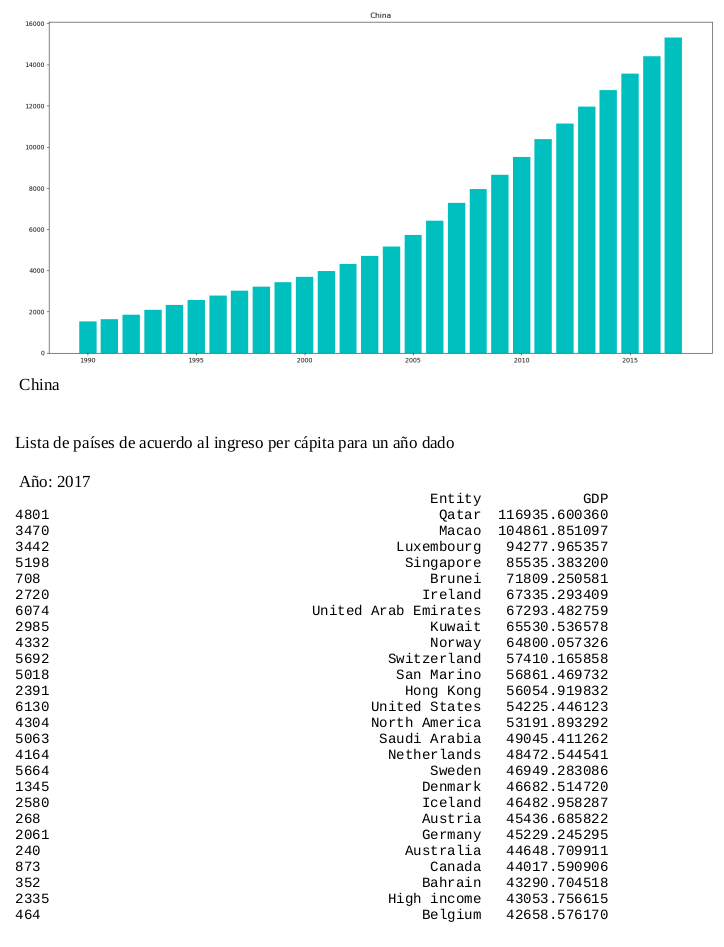 China
16000
14000
12000
10000
8000
6000
4000
2000
0
1990 1995 2000 2005 2010 2015
China
Lista de países de acuerdo al ingreso per cápita para un año dado
Año: 2017
Entity GDP
4801 Qatar 116935.600360
3470 Macao 104861.851097
3442 Luxembourg 94277.965357
5198 Singapore 85535.383200
708 Brunei 71809.250581
2720 Ireland 67335.293409
6074 United Arab Emirates 67293.482759
2985 Kuwait 65530.536578
4332 Norway 64800.057326
5692 Switzerland 57410.165858
5018 San Marino 56861.469732
2391 Hong Kong 56054.919832
6130 United States 54225.446123
4304 North America 53191.893292
5063 Saudi Arabia 49045.411262
4164 Netherlands 48472.544541
5664 Sweden 46949.283086
1345 Denmark 46682.514720
2580 Iceland 46482.958287
268 Austria 45436.685822
2061 Germany 45229.245295
240 Australia 44648.709911
873 Canada 44017.590906
352 Bahrain 43290.704518
2335 High income 43053.756615
464 Belgium 42658.576170